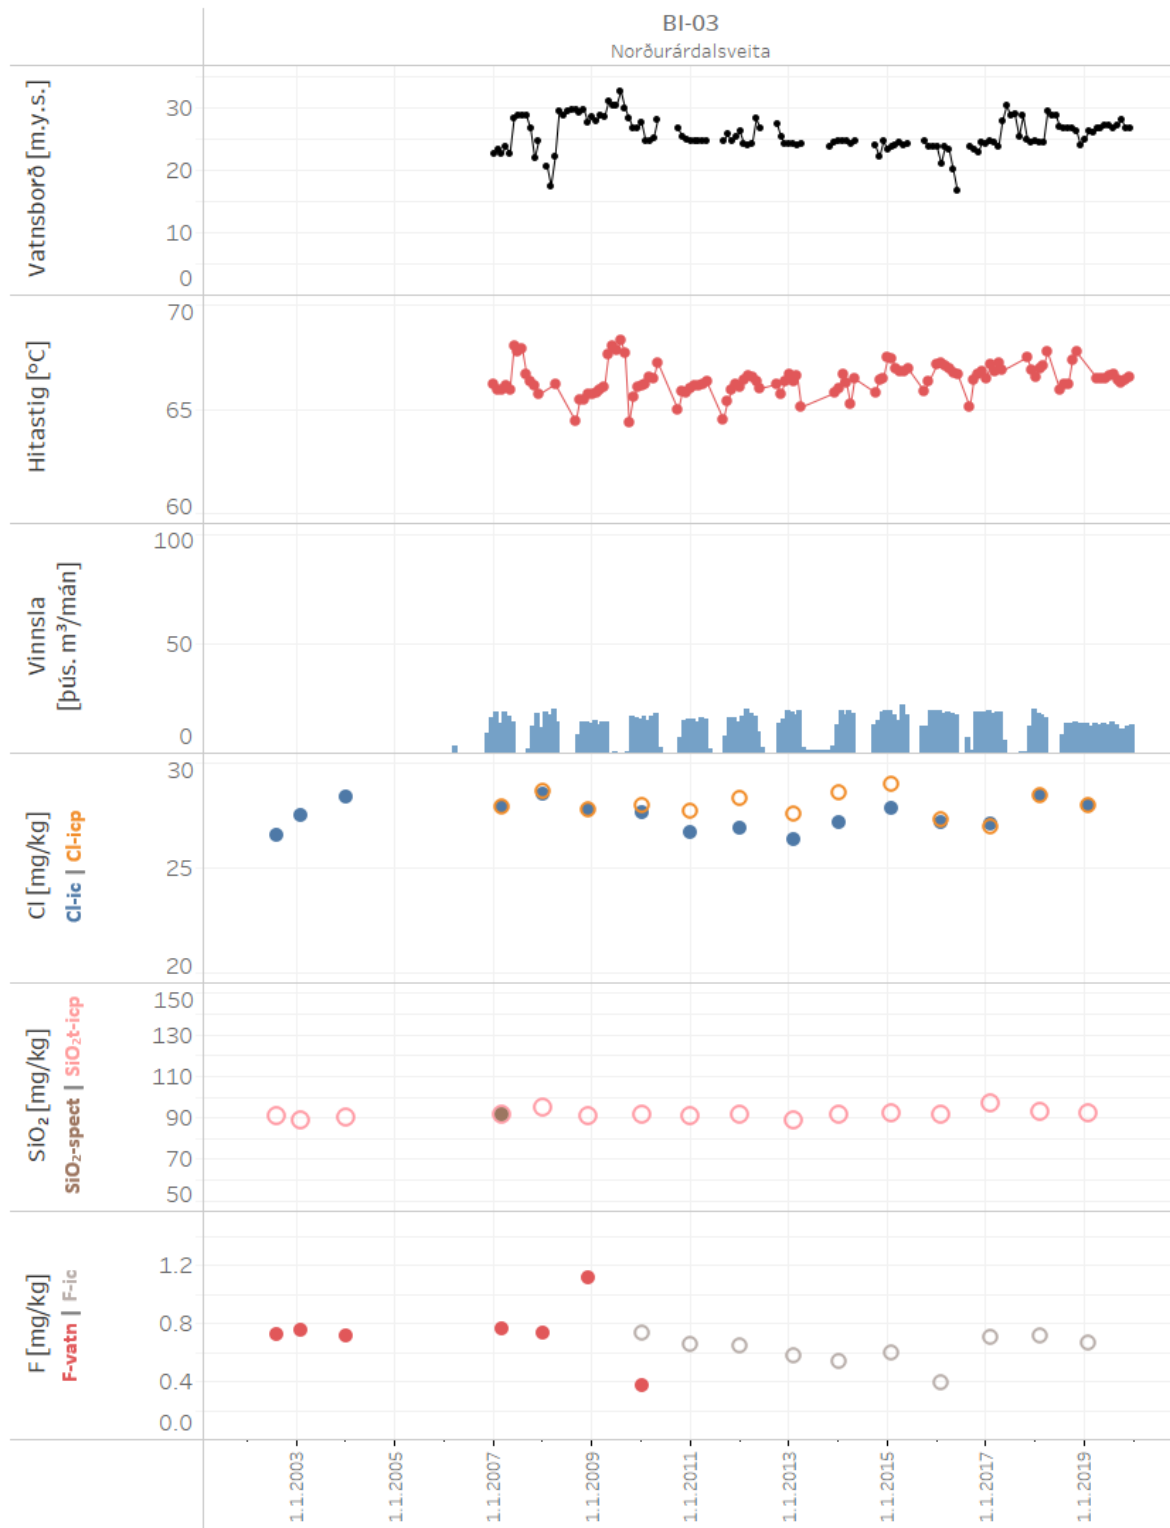 BI-03
Norðurárdalsveita
Vatnsborð [m.y.s.]
30
20
10
0
Hitastig [°C]
70
65
60
Vinnsla
[þús. m³/mán]
100
50
0
Cl [mg/kg]
Cl-ic | Cl-icp
30
25
20
SiO₂ [mg/kg]
SiO₂-spect | SiO₂t-icp
150
130
110
90
70
50
F [mg/kg]
F-vatn | F-ic
1.2
0.8
0.4
0.0
1.1.2003
1.1.2005
1.1.2007
1.1.2009
1.1.2011
1.1.2013
1.1.2015
1.1.2017
1.1.2019